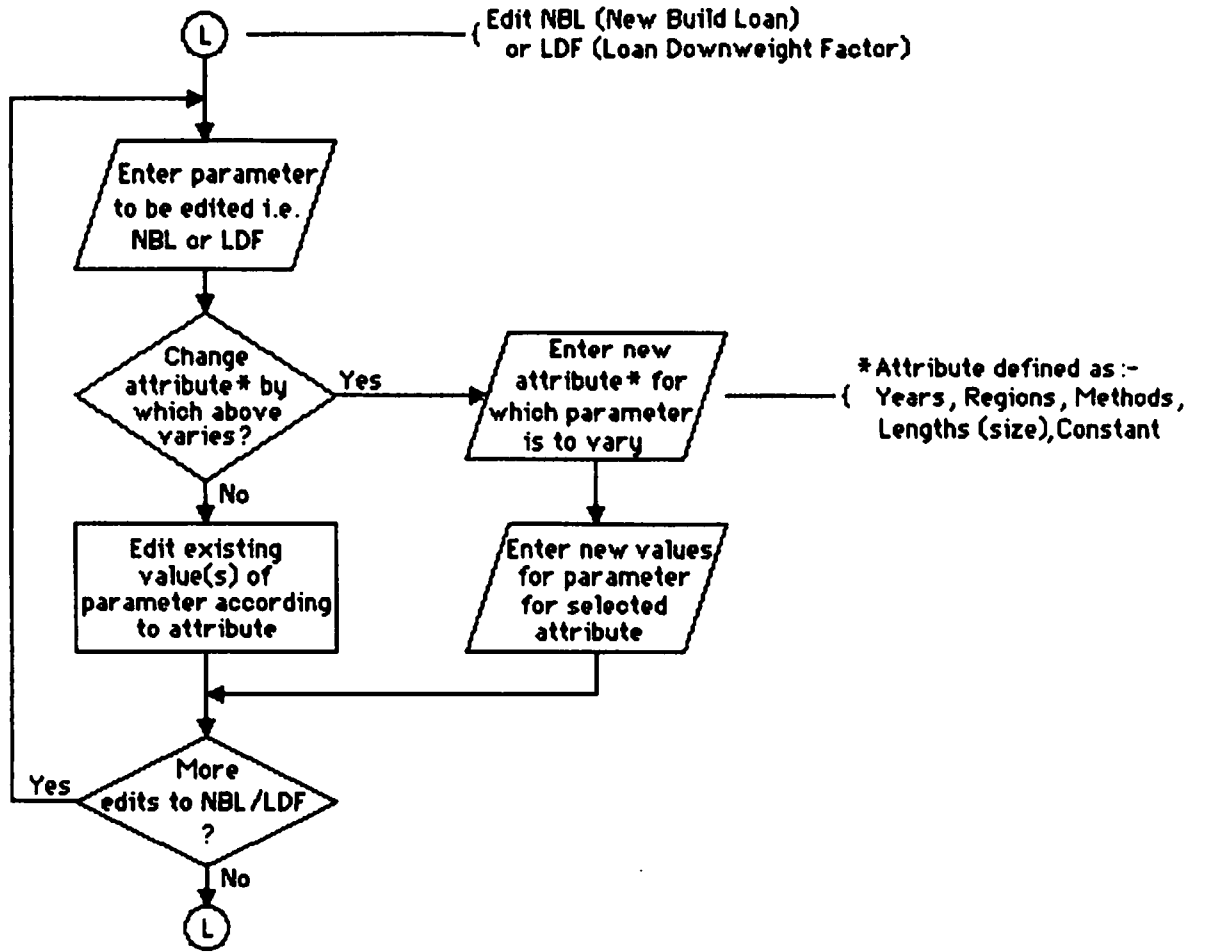 L
{ Edit NBL (New Build Loan)
or LDF (Loan Downweight Factor)
Enter parameter
to be edited i.e.
NBL or LDF
Change
attribute* by
which above
varies?
Yes
Enter new
attribute* for
which parameter
is to vary
*Attribute defined as :-
{ Years, Regions, Methods,
Lengths (size), Constant
No
Edit existing
value(s) of
parameter according
to attribute
Enter new values
for parameter
for selected
attribute
More
edits to NBL/LDF
?
Yes
No
L